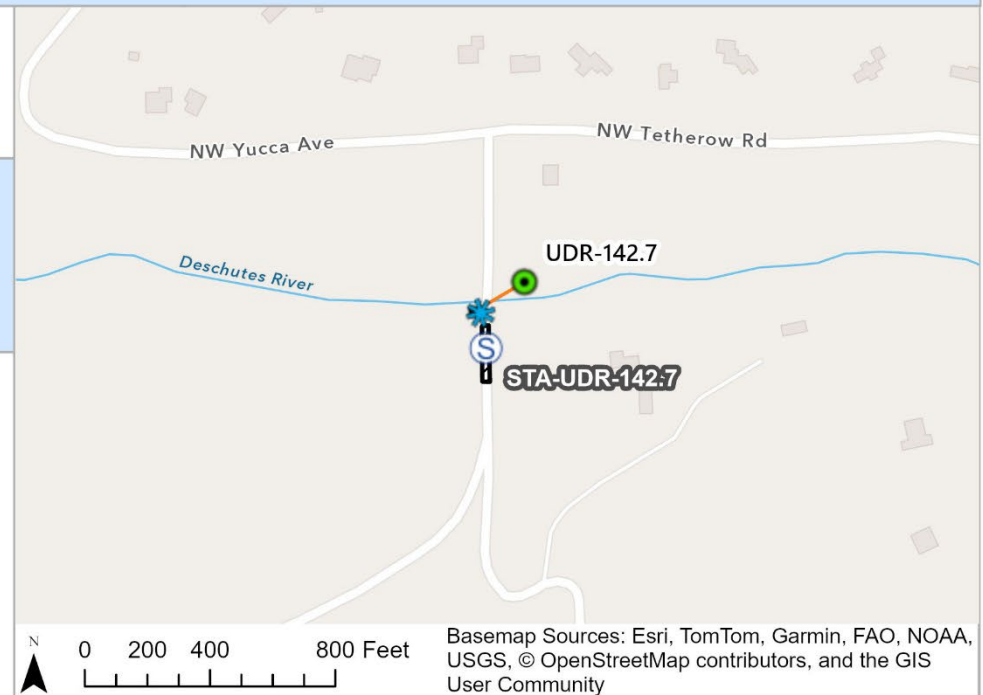 NW Yucca Ave
NW Tetherow Rd
UDR-142.7
Deschutes River
S
STA-UDR-142.7
N
0 200 400 800 Feet
Basemap Sources: Esri, TomTom, Garmin, FAO, NOAA,
USGS, © OpenStreetMap contributors, and the GIS
User Community